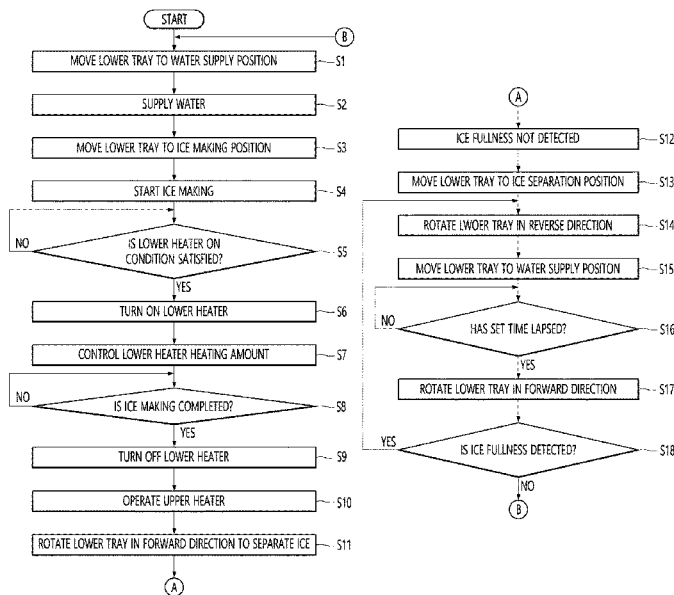 START
B
MOVE LOWER TRAY TO WATER SUPPLY POSITION
S1
SUPPLY WATER
S2
MOVE LOWER TRAY TO ICE MAKING POSITION
S3
START ICE MAKING
S4
NO
IS LOWER HEATER ON
CONDITION SATISFIED?
S5
YES
TURN ON LOWER HEATER
S6
CONTROL LOWER HEATER HEATING AMOUNT
S7
NO
IS ICE MAKING COMPLETED?
S8
YES
TURN OFF LOWER HEATER
S9
OPERATE UPPER HEATER
S10
ROTATE LOWER TRAY IN FORWARD DIRECTION TO SEPARATE ICE
S11
A
A
ICE FULLNESS NOT DETECTED
S12
MOVE LOWER TRAY TO ICE SEPARATION POSITION
S13
ROTATE LWOER TRAY IN REVERSE DIRECTION
S14
MOVE LOWER TRAY TO WATER SUPPLY POSITON
S15
NO
HAS SET TIME LAPSED?
S16
YES
ROTATE LOWER TRAY IN FORWARD DIRECTION
S17
YES
IS ICE FULLNESS DETECTED?
S18
NO
B